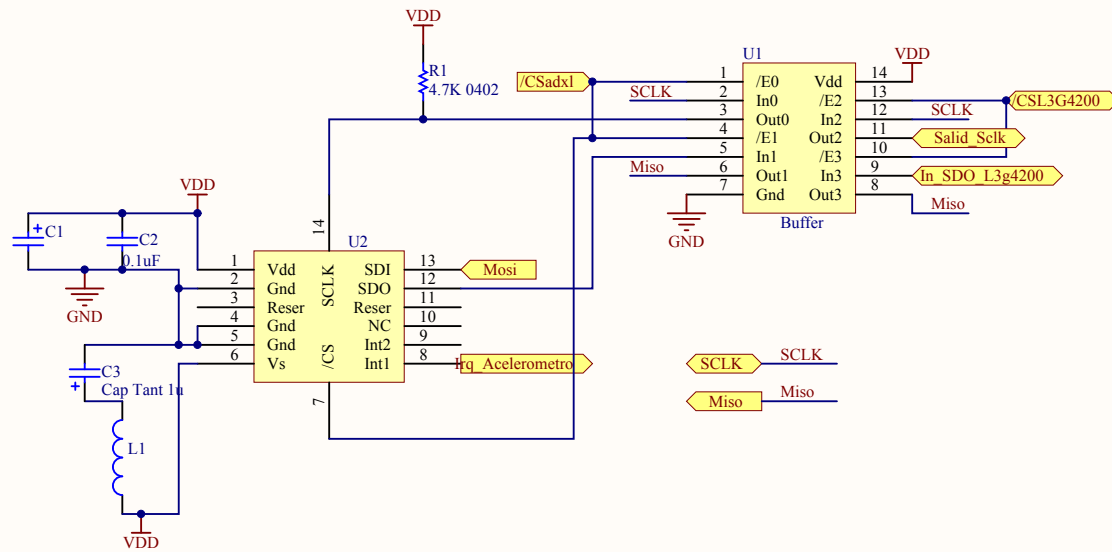 VDD
R1
4.7K 0402
/CSadxl
U1
VDD
1 /E0 Vdd 14
SCLK 2 In0 /E2 13 /CSL3G4200
3 Out0 In2 12 SCLK
4 /E1 Out2 11 Salid_Sclk
5 In1 /E3 10
Miso 6 Out1 In3 9 In_SDO_L3g4200
7 Gnd Out3 8 Miso
GND
Buffer
VDD
C1
C2
0.1uF
GND
14
U2
1 Vdd SCLK SDI 13 Mosi
2 Gnd SDO 12
3 Reser Reser 11
4 Gnd NC 10
5 Gnd Int2 9
6 Vs /CS Int1 8 Irq_Acelerometro
7
C3
Cap Tant 1u
L1
VDD
SCLK SCLK
Miso Miso